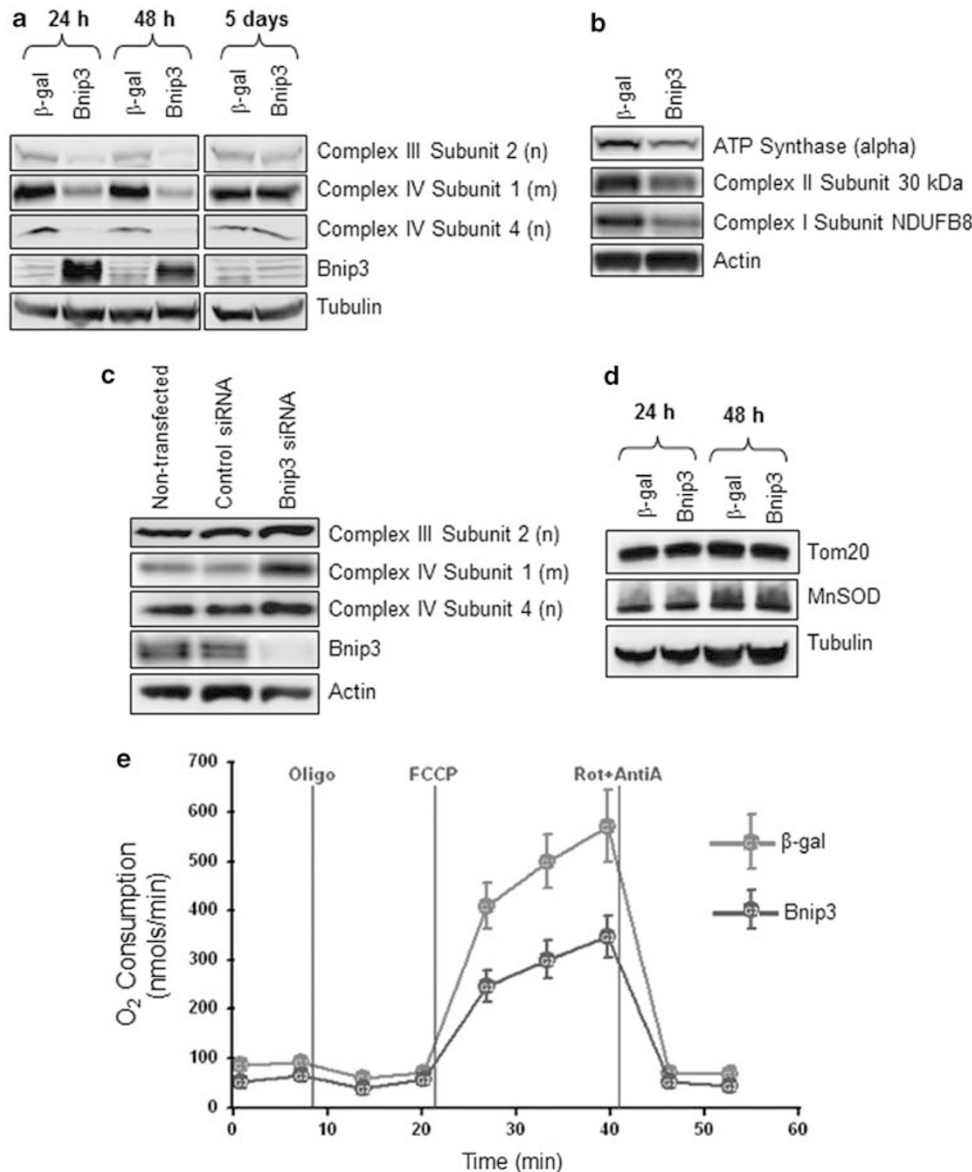 a
24 h 48 h 5 days
β-gal Bnip3 β-gal Bnip3 β-gal Bnip3
Complex III Subunit 2 (n)
Complex IV Subunit 1 (m)
Complex IV Subunit 4 (n)
Bnip3
Tubulin
b
β-gal Bnip3
ATP Synthase (alpha)
Complex II Subunit 30 kDa
Complex I Subunit NDUFB8
Actin
c
Non-transfected Control siRNA Bnip3 siRNA
Complex III Subunit 2 (n)
Complex IV Subunit 1 (m)
Complex IV Subunit 4 (n)
Bnip3
Actin
d
24 h 48 h
β-gal Bnip3 β-gal Bnip3
Tom20
MnSOD
Tubulin
e
O₂ Consumption
(nmols/min)
700
600
500
400
300
200
100
0
Oligo FCCP Rot+AntiA
β-gal
Bnip3
0 10 20 30 40 50 60
Time (min)